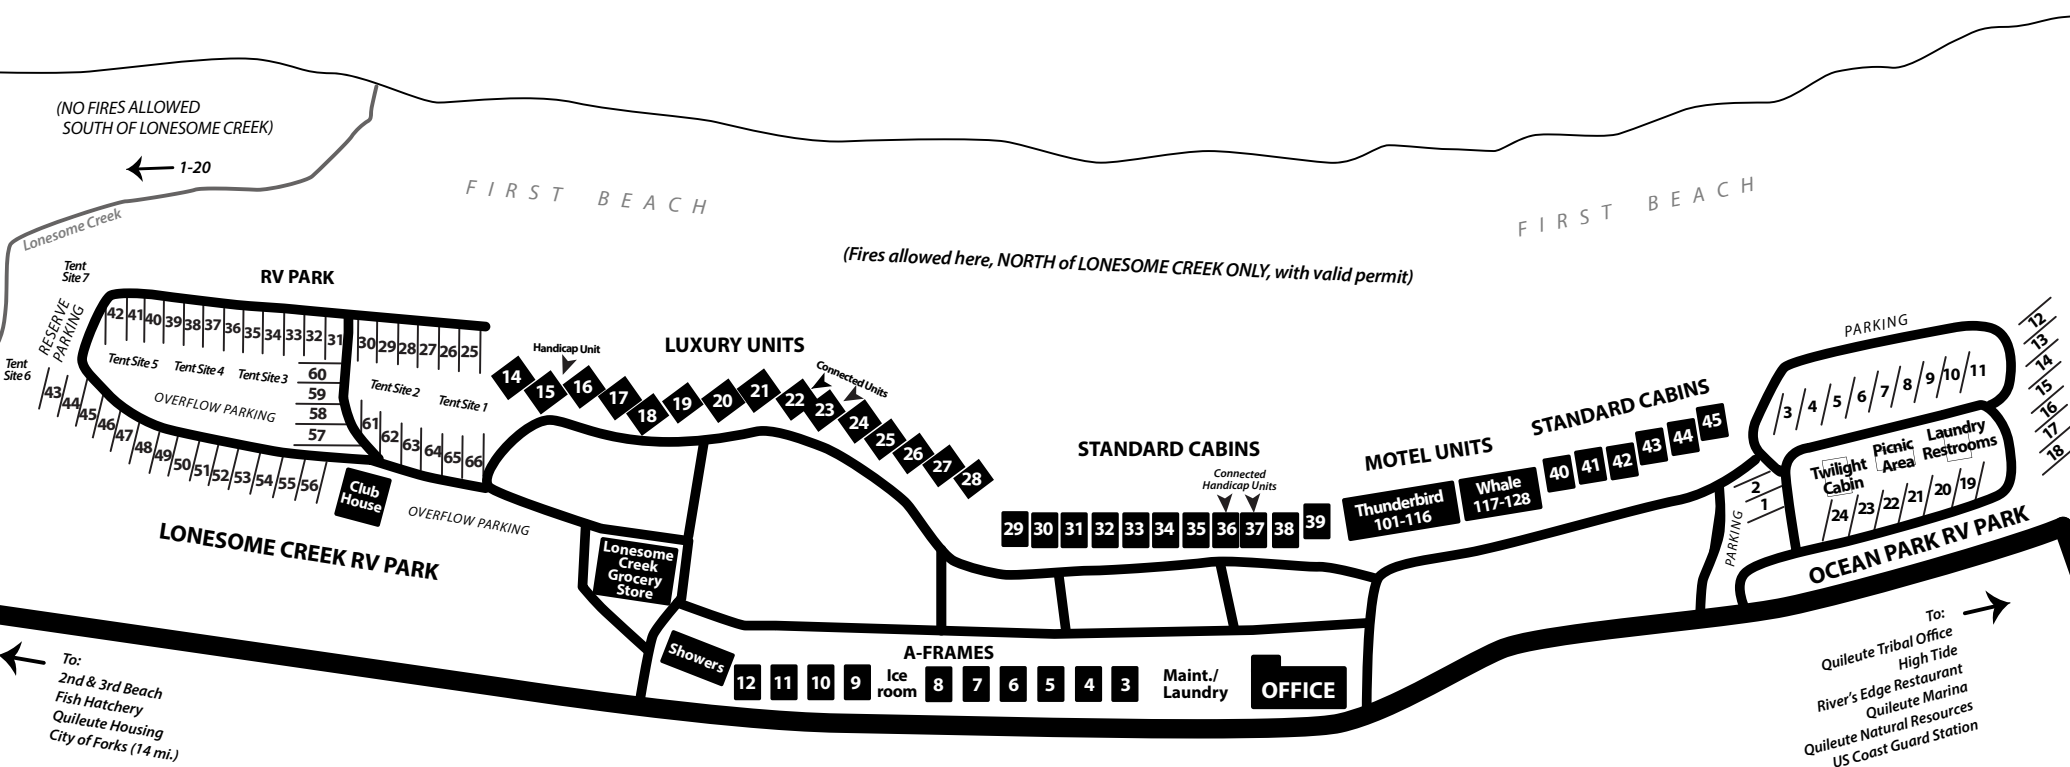 (NO FIRES ALLOWED
SOUTH OF LONESOME CREEK)
1-20
Lonesome Creek
FIRST BEACH
FIRST BEACH
(Fires allowed here, NORTH of LONESOME CREEK ONLY, with valid permit)
Tent
Site 7
RV PARK
RESERVE
PARKING
Tent
Site 6
42 41 40 39 38 37 36 35 34 33 32 31 30 29 28 27 26 25
Tent Site 5
Tent Site 4
Tent Site 3
Tent Site 2
Tent Site 1
OVERFLOW PARKING
60
59
58
57
61 62 63 64 65 66
43 44 45 46 47 48 49 50 51 52 53 54 55 56
Club
House
OVERFLOW PARKING
LONESOME CREEK RV PARK
Handicap Unit
LUXURY UNITS
Connected Units
14 15 16 17 18 19 20 21 22 23 24 25 26 27 28
Lonesome
Creek
Grocery
Store
STANDARD CABINS
Connected
Handicap Units
29 30 31 32 33 34 35 36 37 38 39
MOTEL UNITS
Thunderbird
101-116
Whale
117-128
STANDARD CABINS
40 41 42 43 44 45
PARKING
3 4 5 6 7 8 9 10 11
12
13
14
15
16
17
18
Twilight
Cabin
Picnic
Area
Laundry
Restrooms
24 23 22 21 20 19
2
1
PARKING
OCEAN PARK RV PARK
Showers
A-FRAMES
12 11 10 9
Ice
room
8 7 6 5 4 3
Maint./
Laundry
OFFICE
To:
2nd & 3rd Beach
Fish Hatchery
Quileute Housing
City of Forks (14 mi.)
To:
Quileute Tribal Office
High Tide
River's Edge Restaurant
Quileute Marina
Quileute Natural Resources
US Coast Guard Station